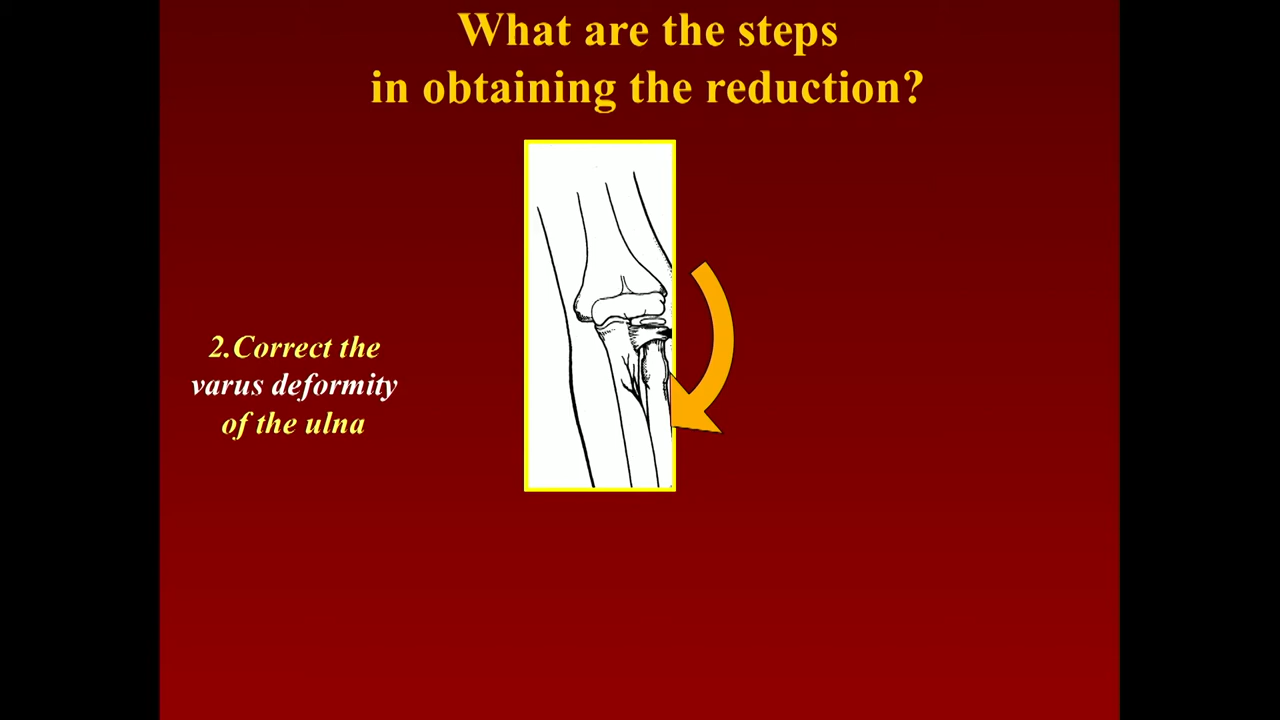 What are the steps
in obtaining the reduction?
2.Correct the
varus deformity
of the ulna